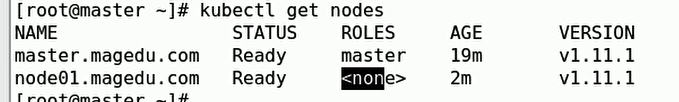 [root@master ~]# kubectl get nodes
NAME STATUS ROLES AGE VERSION
master.magedu.com Ready master 19m v1.11.1
node01.magedu.com Ready <none> 2m v1.11.1
[root@master ~]#